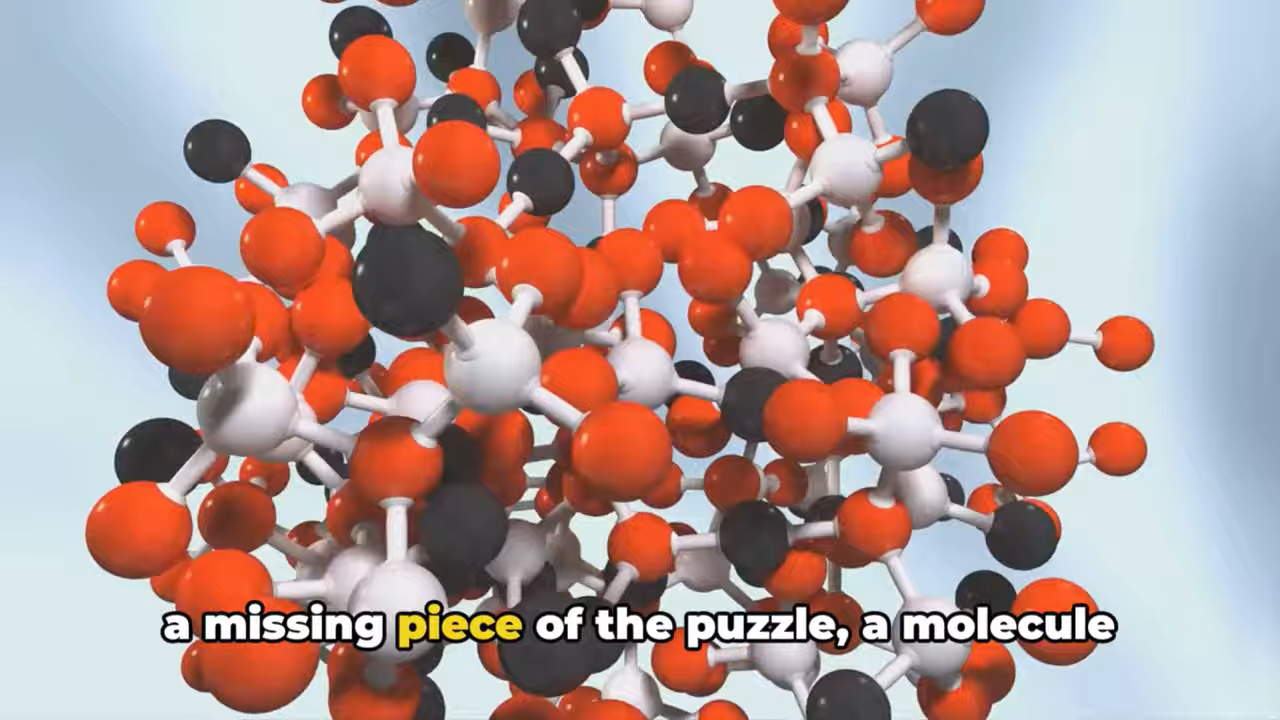 a missing piece of the puzzle, a molecule